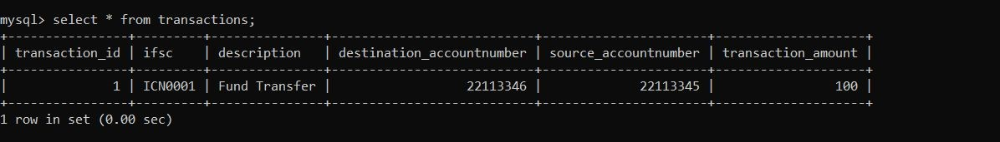 mysql> select * from transactions;
+----------------+---------+---------------+---------------------------+----------------------+--------------------+
| transaction_id | ifsc    | description   | destination_accountnumber | source_accountnumber | transaction_amount |
+----------------+---------+---------------+---------------------------+----------------------+--------------------+
|              1 | ICN0001 | Fund Transfer |                  22113346 |             22113345 |                100 |
+----------------+---------+---------------+---------------------------+----------------------+--------------------+
1 row in set (0.00 sec)